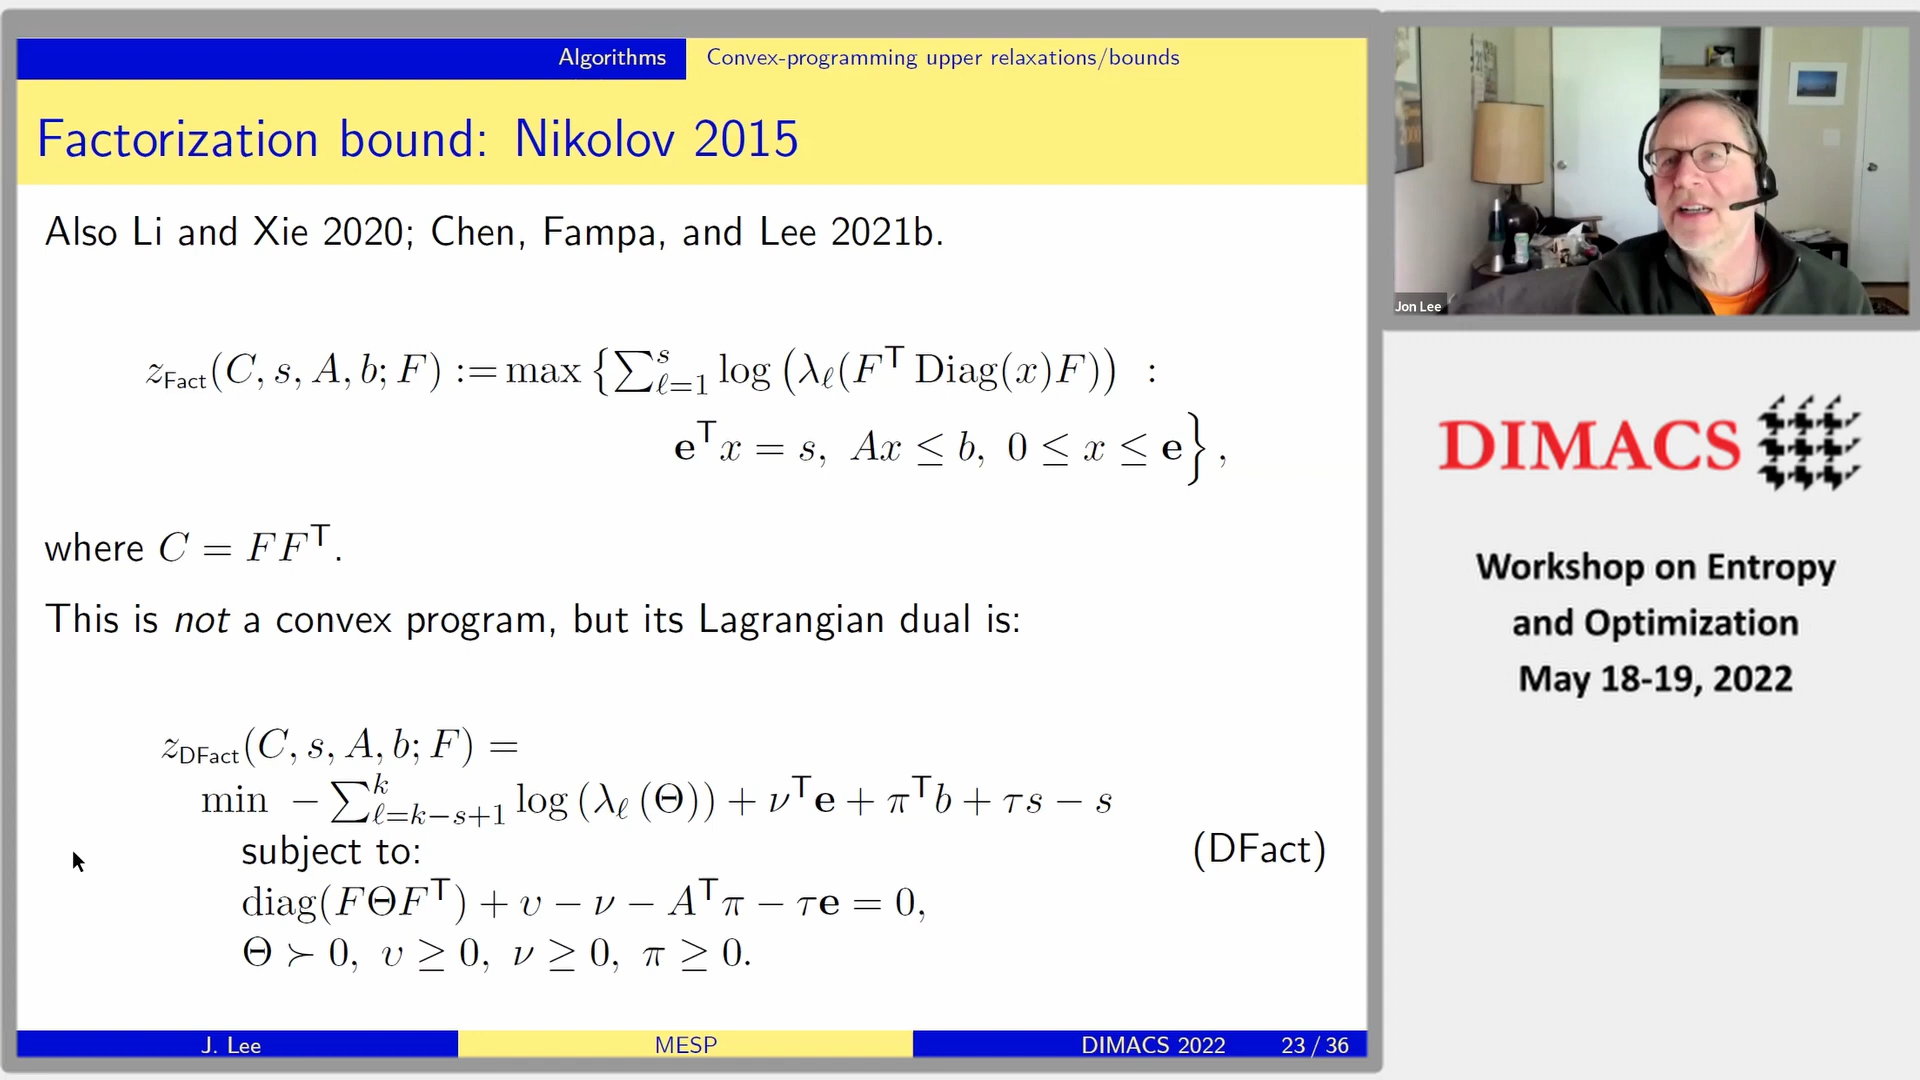 Algorithms Convex-programming upper relaxations/bounds
Factorization bound: Nikolov 2015
Also Li and Xie 2020; Chen, Fampa, and Lee 2021b.
z_Fact(C, s, A, b; F) := max {∑_{ℓ=1}^{s} log (λ_ℓ(F^T Diag(x)F)) :
e^T x = s, Ax ≤ b, 0 ≤ x ≤ e} ,
where C = FF^T.
This is not a convex program, but its Lagrangian dual is:
z_DFact(C, s, A, b; F) =
min −∑_{ℓ=k−s+1}^{k} log (λ_ℓ (Θ)) + ν^T e + π^T b + τs − s
subject to:
(DFact)
diag(FΘF^T) + υ − ν − A^T π − τe = 0,
Θ ≻ 0, υ ≥ 0, ν ≥ 0, π ≥ 0.
J. Lee MESP DIMACS 2022 23 / 36
Jon Lee
DIMACS
Workshop on Entropy
and Optimization
May 18-19, 2022